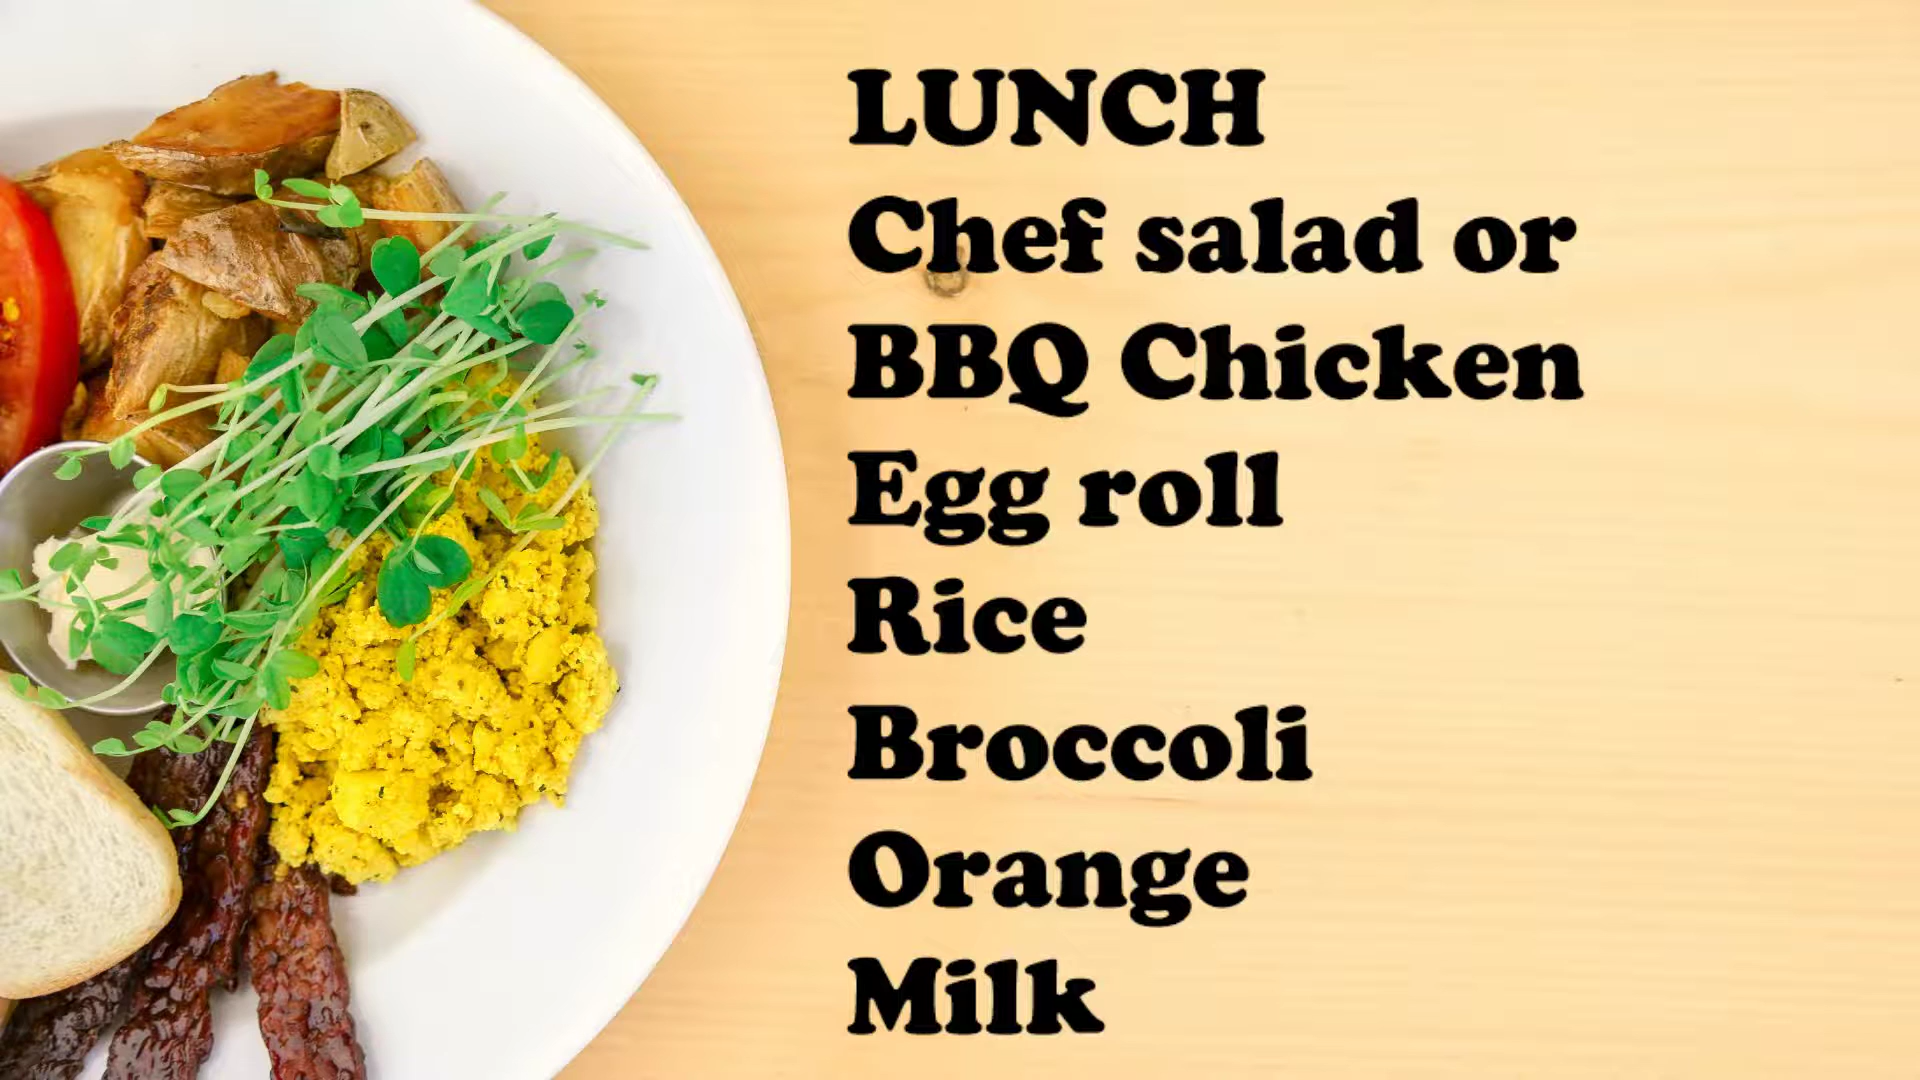 LUNCH
Chef salad or
BBQ Chicken
Egg roll
Rice
Broccoli
Orange
Milk